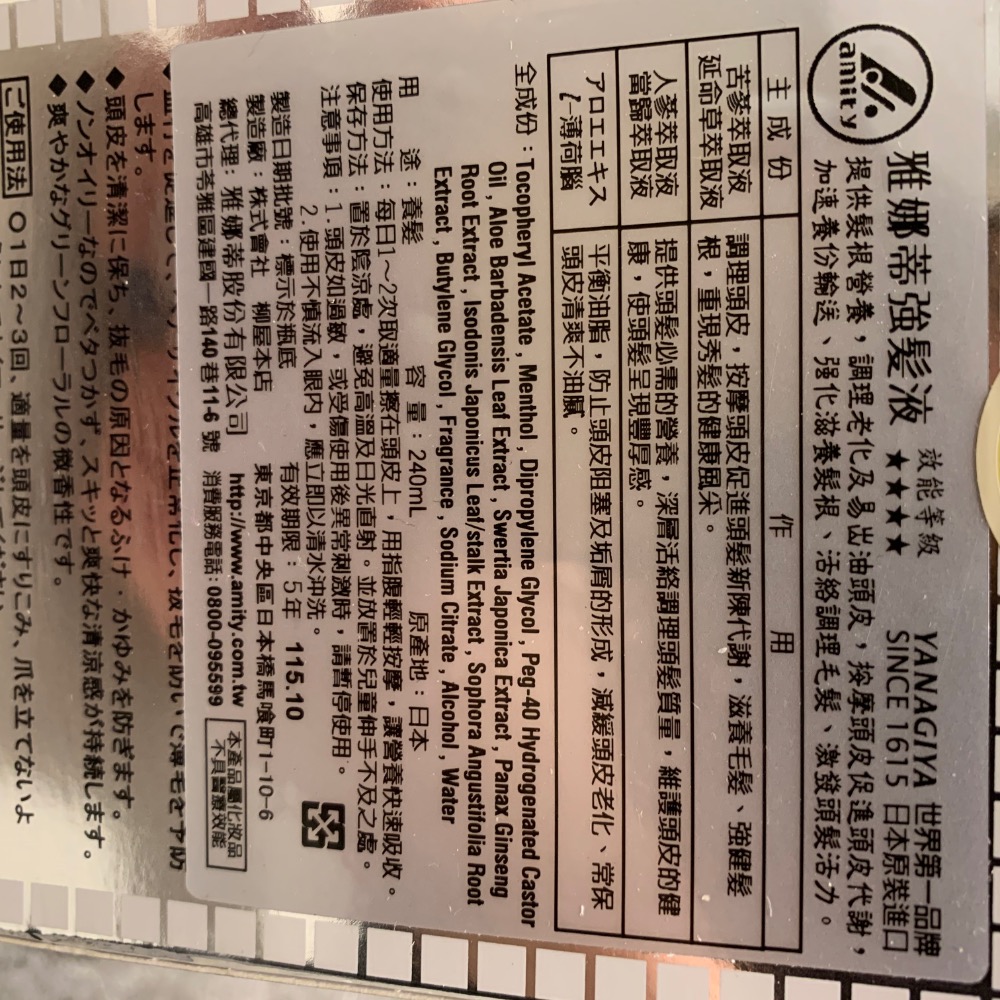 amity
雅娜蒂強髮液 效能等級 ★★★★ YANAGIYA 世界第一品牌
SINCE 1615 日本原裝進口
提供髮根營養，調理老化及易出油頭皮，按摩頭皮促進頭皮代謝，
加速養份輸送、強化滋養髮根、活絡調理毛髮、激發頭髮活力。
主成份 作用
苦蔘萃取液
延命草萃取液
調理頭皮，按摩頭皮促進頭髮新陳代謝，滋養毛髮、強健髮
根，重現秀髮的健康風采。
人蔘萃取液
當歸萃取液
提供頭髮必需的營養，深層活絡調理頭髮質量，維護頭皮的健
康，使頭髮呈現豐厚感。
アロエエキス
ℓ-薄荷腦
平衡油脂，防止頭皮阻塞及垢屑的形成，減緩頭皮老化、常保
頭皮清爽不油膩。
全成份：Tocopheryl Acetate , Menthol , Dipropylene Glycol , Peg-40 Hydrogenated Castor
Oil , Aloe Barbadensis Leaf Extract , Swertia Japonica Extract , Panax Ginseng
Root Extract , Isodonis Japonicus Leaf/stalk Extract , Sophora Angustifolia Root
Extract , Butylene Glycol , Fragrance , Sodium Citrate , Alcohol , Water
用途：養髮 容量：240mL 原產地：日本
使用方法：每日1～2次取適量擦在頭皮上，用指腹輕輕按摩，讓營養快速吸收。
保存方法：置於陰涼處，避免高溫及日光直射。並放置於兒童伸手不及之處。
注意事項：1. 頭皮如過敏，或受傷使用後異常刺激時，請暫停使用。
2. 使用不慎流入眼內，應立即以清水沖洗。
製造日期批號：標示於瓶底 有效期限：5年 115.10
製造廠：株式會社 柳屋本店 東京都中央區日本橋馬喰町1-10-6
總代理：雅娜蒂股份有限公司 http://www.amity.com.tw
高雄市苓雅區建國一路140巷11-6號 消費服務電話：0800-095599
本產品屬化妝品
不具醫療效能
します。
◆頭皮を清潔に保ち、抜毛の原因となるふけ・かゆみを防ぎます。
◆ノンオイリーなのでベタつかず、スキッと爽快な清涼感が持続します。
◆爽やかなグリーンフローラルの微香性です。
ご使用法 ○1日2～3回、適量を頭皮にすりこみ、爪を立てないよ